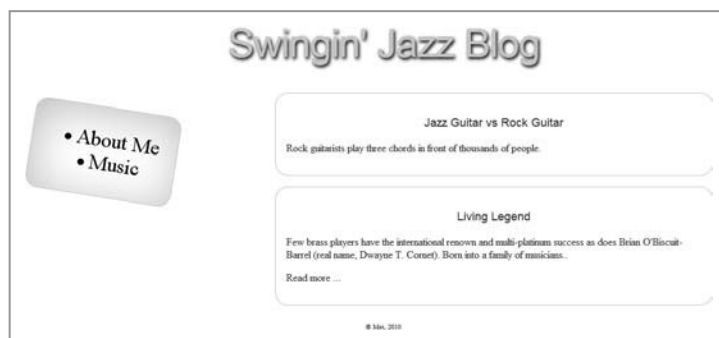 Swingin' Jazz Blog
• About Me
• Music
Jazz Guitar vs Rock Guitar
Rock guitarists play three chords in front of thousands of people.
Living Legend
Few brass players have the international renown and multi-platinum success as does Brian O'Biscuit-
Barrel (real name, Dwayne T. Cornet). Born into a family of musicians..
Read more ...
2010